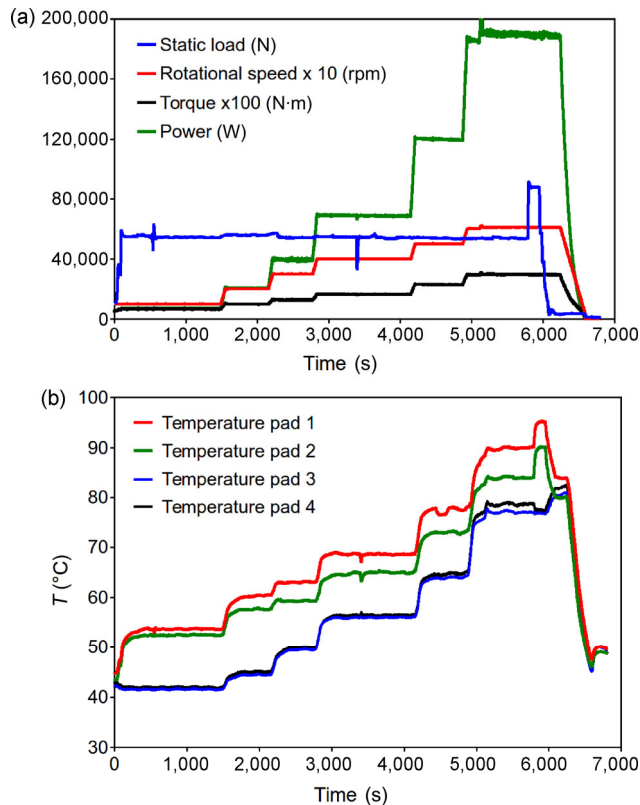 (a)
200,000
160,000
120,000
80,000
40,000
0
Static load (N)
Rotational speed x 10 (rpm)
Torque x100 (N·m)
Power (W)
0 1,000 2,000 3,000 4,000 5,000 6,000 7,000
Time (s)
(b)
100
90
80
70
60
50
40
30
T (°C)
Temperature pad 1
Temperature pad 2
Temperature pad 3
Temperature pad 4
0 1,000 2,000 3,000 4,000 5,000 6,000 7,000
Time (s)